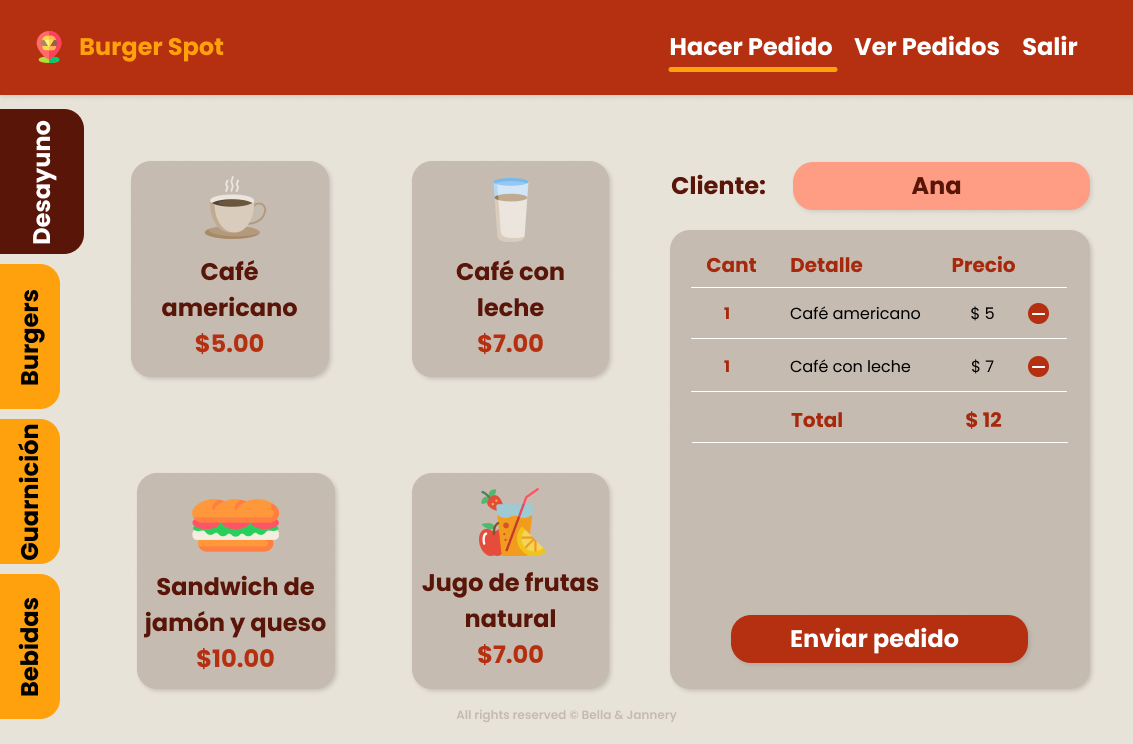 Burger Spot
Hacer Pedido
Ver Pedidos
Salir
Desayuno
Burgers
Guarnición
Bebidas
Café
americano
$5.00
Café con
leche
$7.00
Sandwich de
jamón y queso
$10.00
Jugo de frutas
natural
$7.00
Cliente:
Ana
Cant Detalle Precio
1 Café americano $ 5
1 Café con leche $ 7
Total $ 12
Enviar pedido
All rights reserved © Bella & Jannery